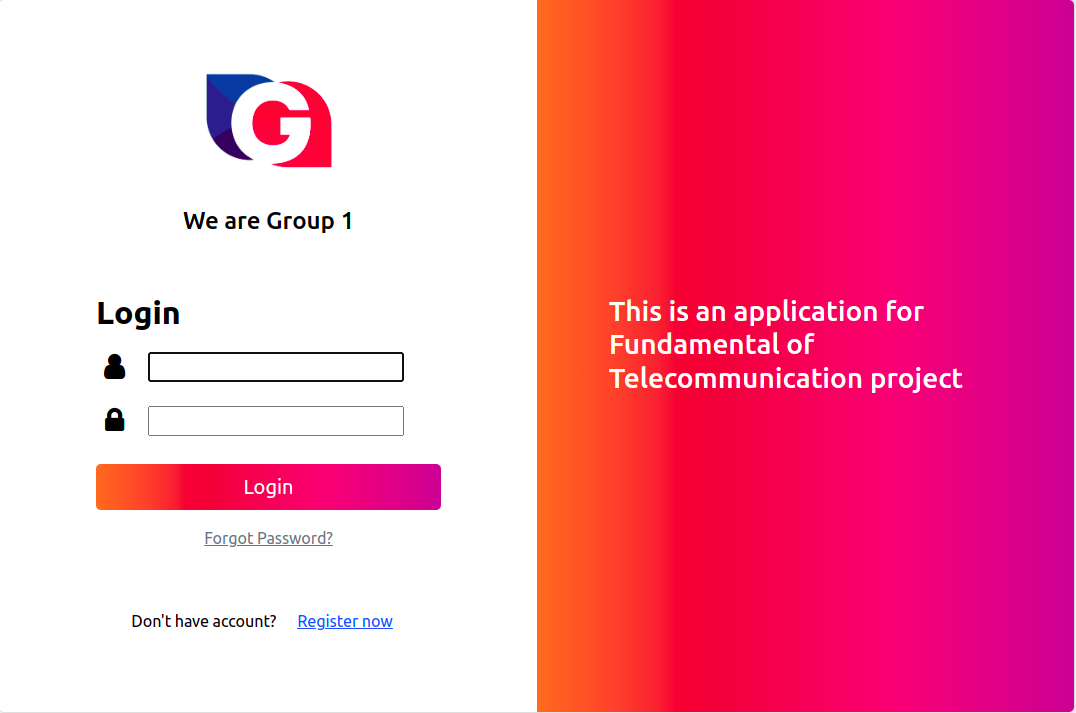 G
We are Group 1
Login
Login
Forgot Password?
Don't have account? Register now
This is an application for
Fundamental of
Telecommunication project